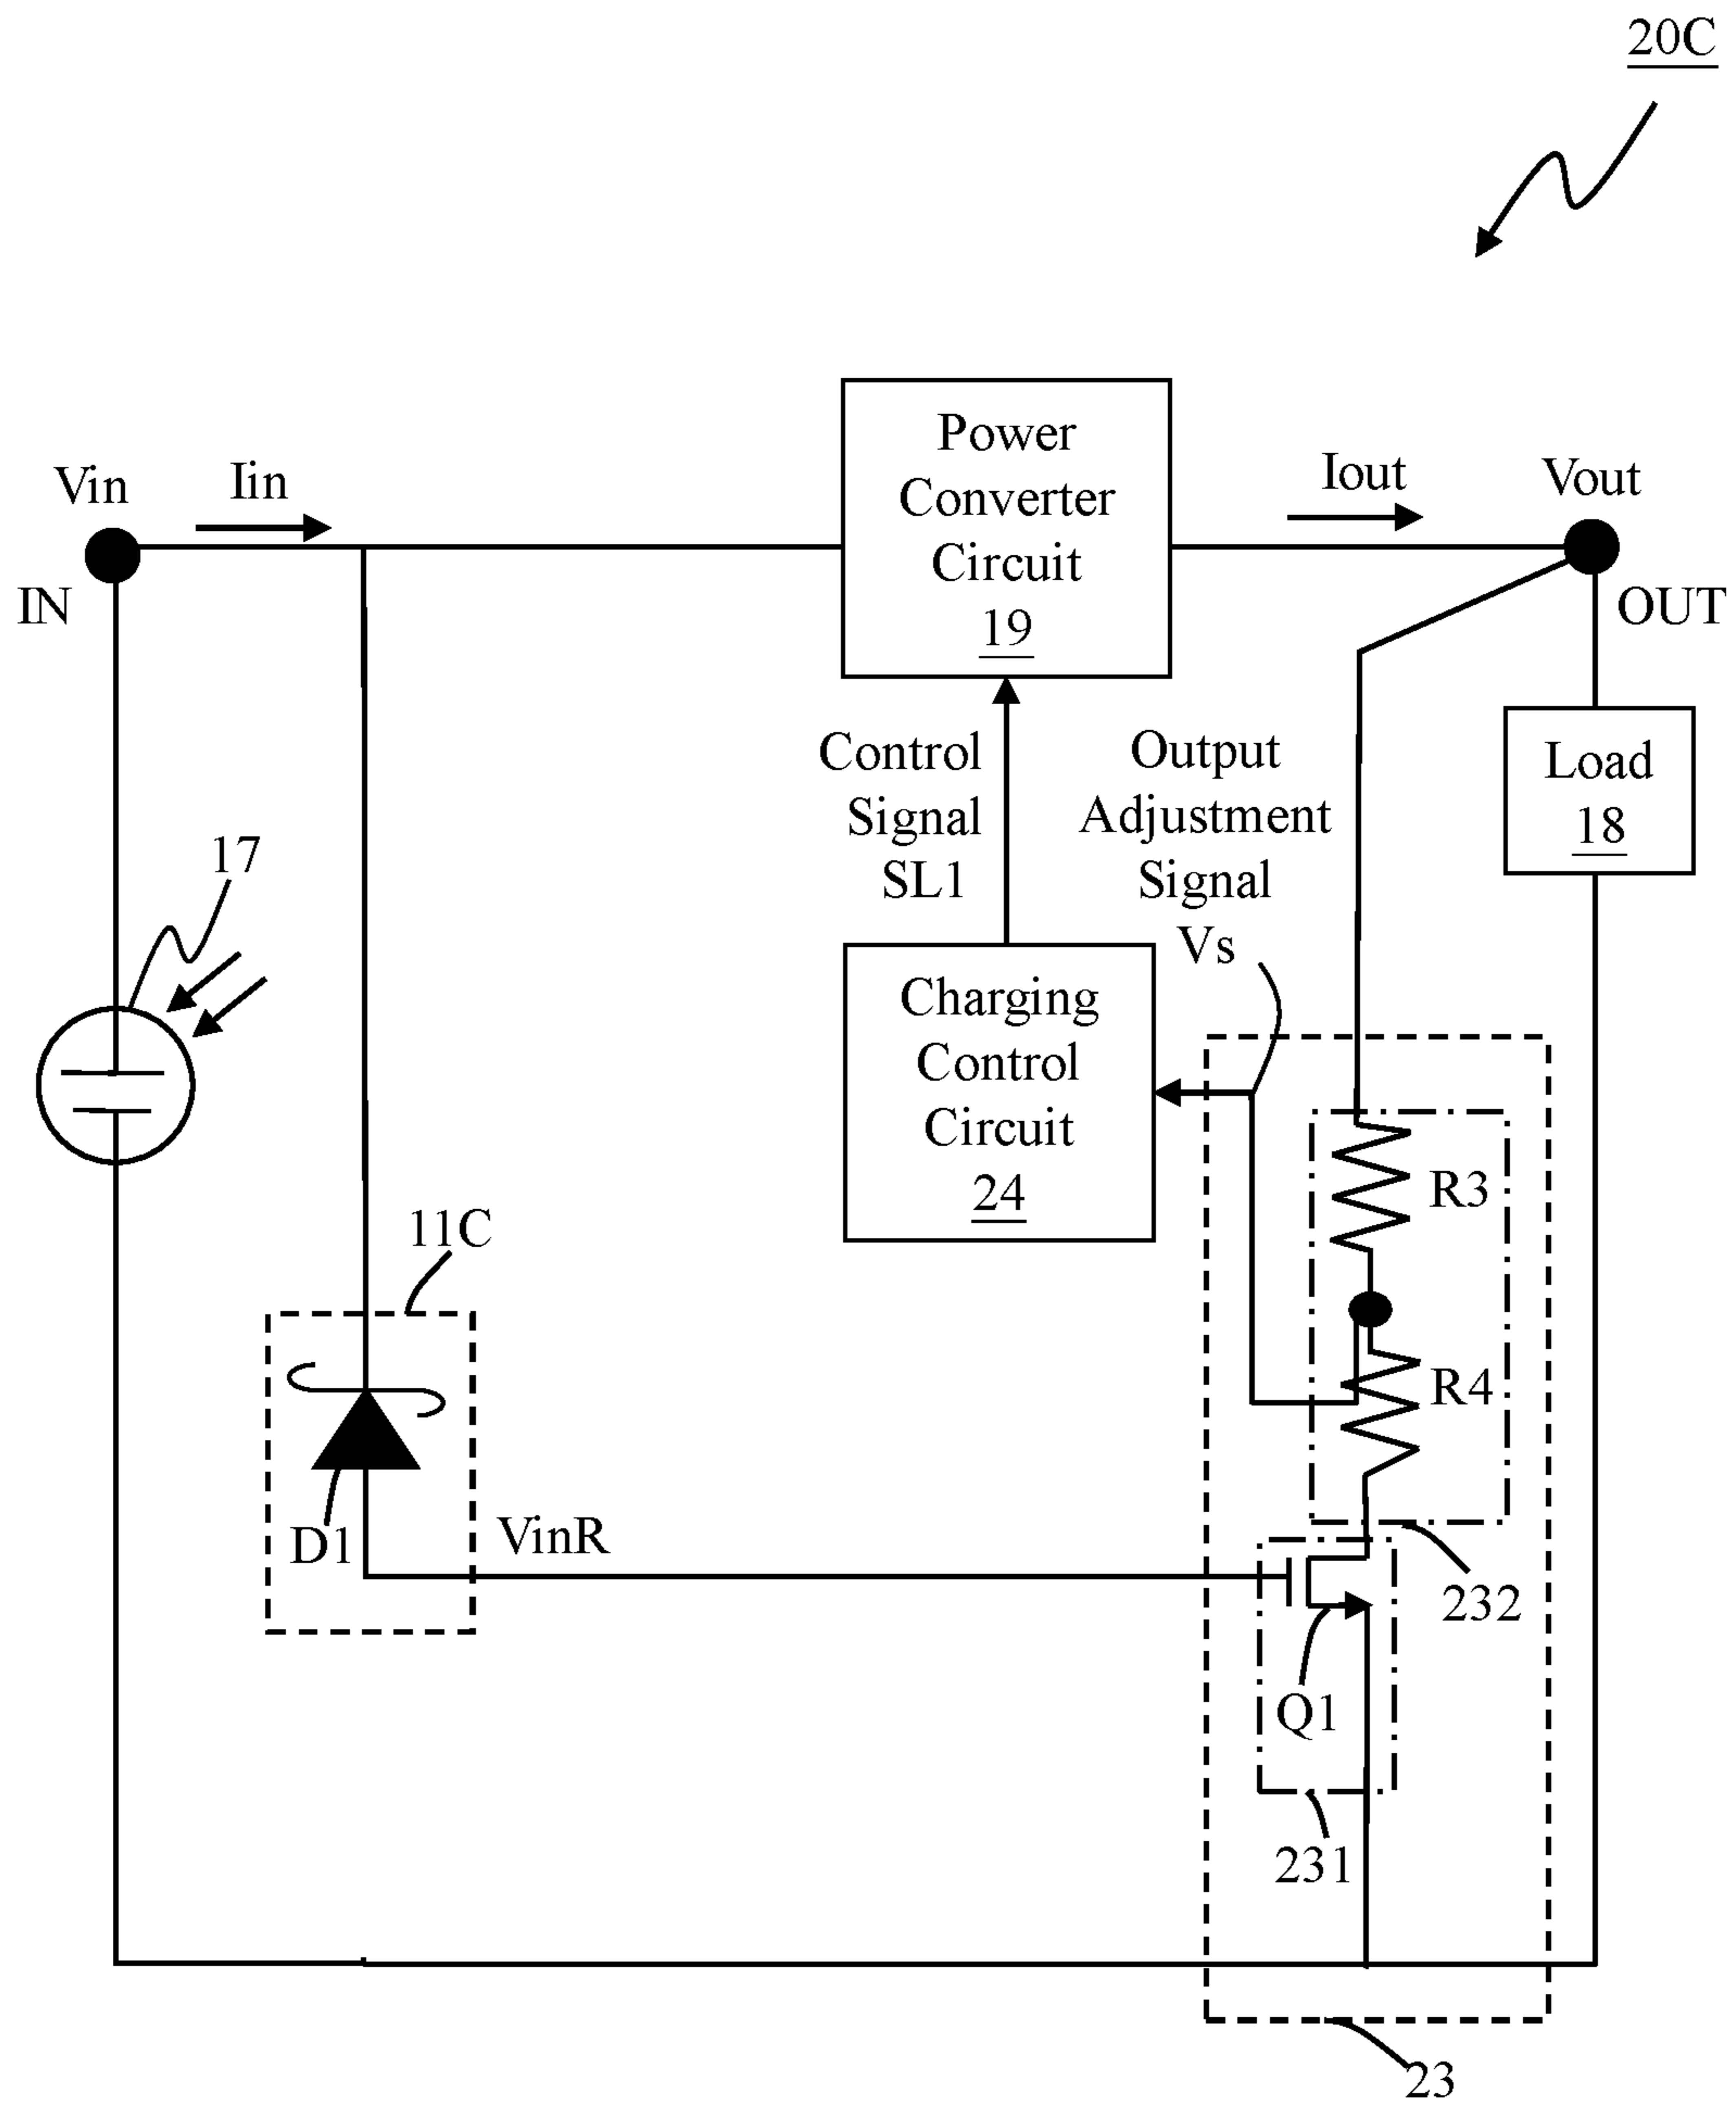 20C
Power
Converter
Circuit
19
Vin
Iin
Iout
Vout
IN
OUT
Control
Signal
SL1
Output
Adjustment
Signal
Vs
Load
18
17
Charging
Control
Circuit
24
R3
11C
R4
D1
VinR
232
Q1
231
23